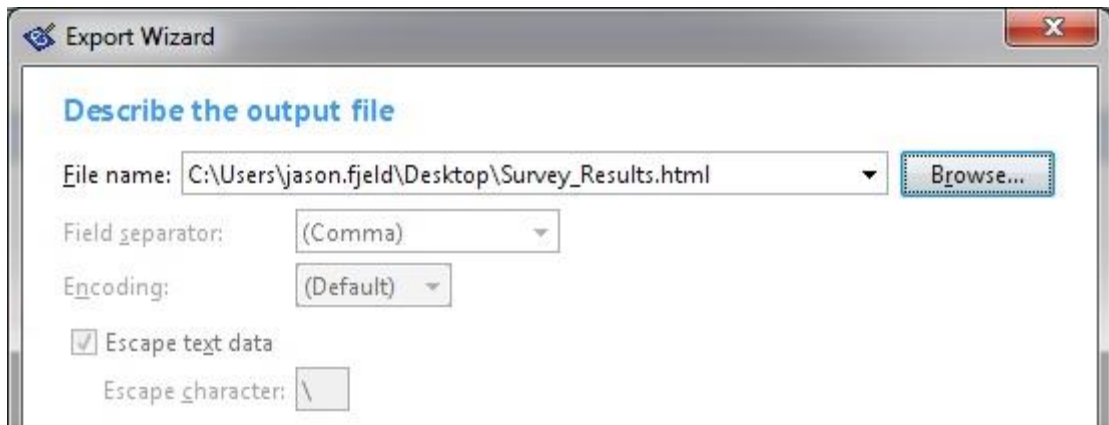 Export Wizard
Describe the output file
File name: C:\Users\jason.fjeld\Desktop\Survey_Results.html Browse...
Field separator: (Comma)
Encoding: (Default)
Escape text data
Escape character: \